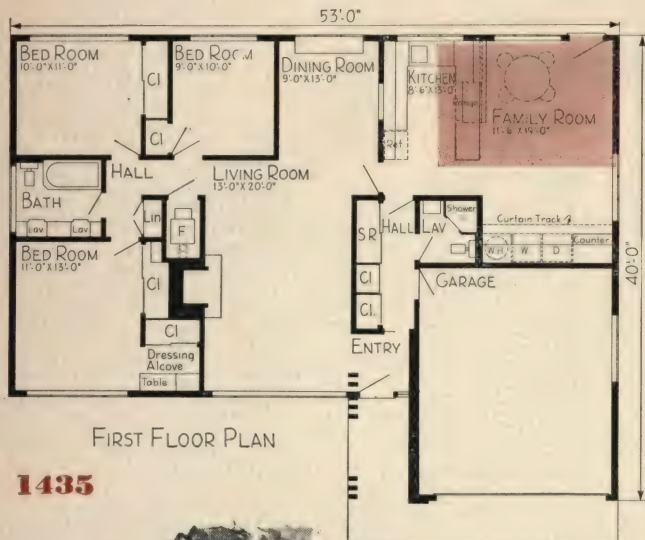 53'·0"
BED ROOM
10'·0"X11'·0"
Cl
BED ROOM
9'·0"X10'·0"
DINING ROOM
9'·0"X13'·0"
KITCHEN
8'·6"X13'·0"
FAMILY ROOM
11'·6"X19'·0"
Cl
Ref
HALL
LIVING ROOM
13'·0"X20'·0"
BATH
Lav
Lav
Lin
F
SR
HALL
LAV
Shower
Curtain Track
W.H
W
D
Counter
40'·0"
BED ROOM
11'·0"X13'·0"
Cl
Cl
Cl
Cl
GARAGE
Dressing
Alcove
Table
ENTRY
FIRST FLOOR PLAN
1435